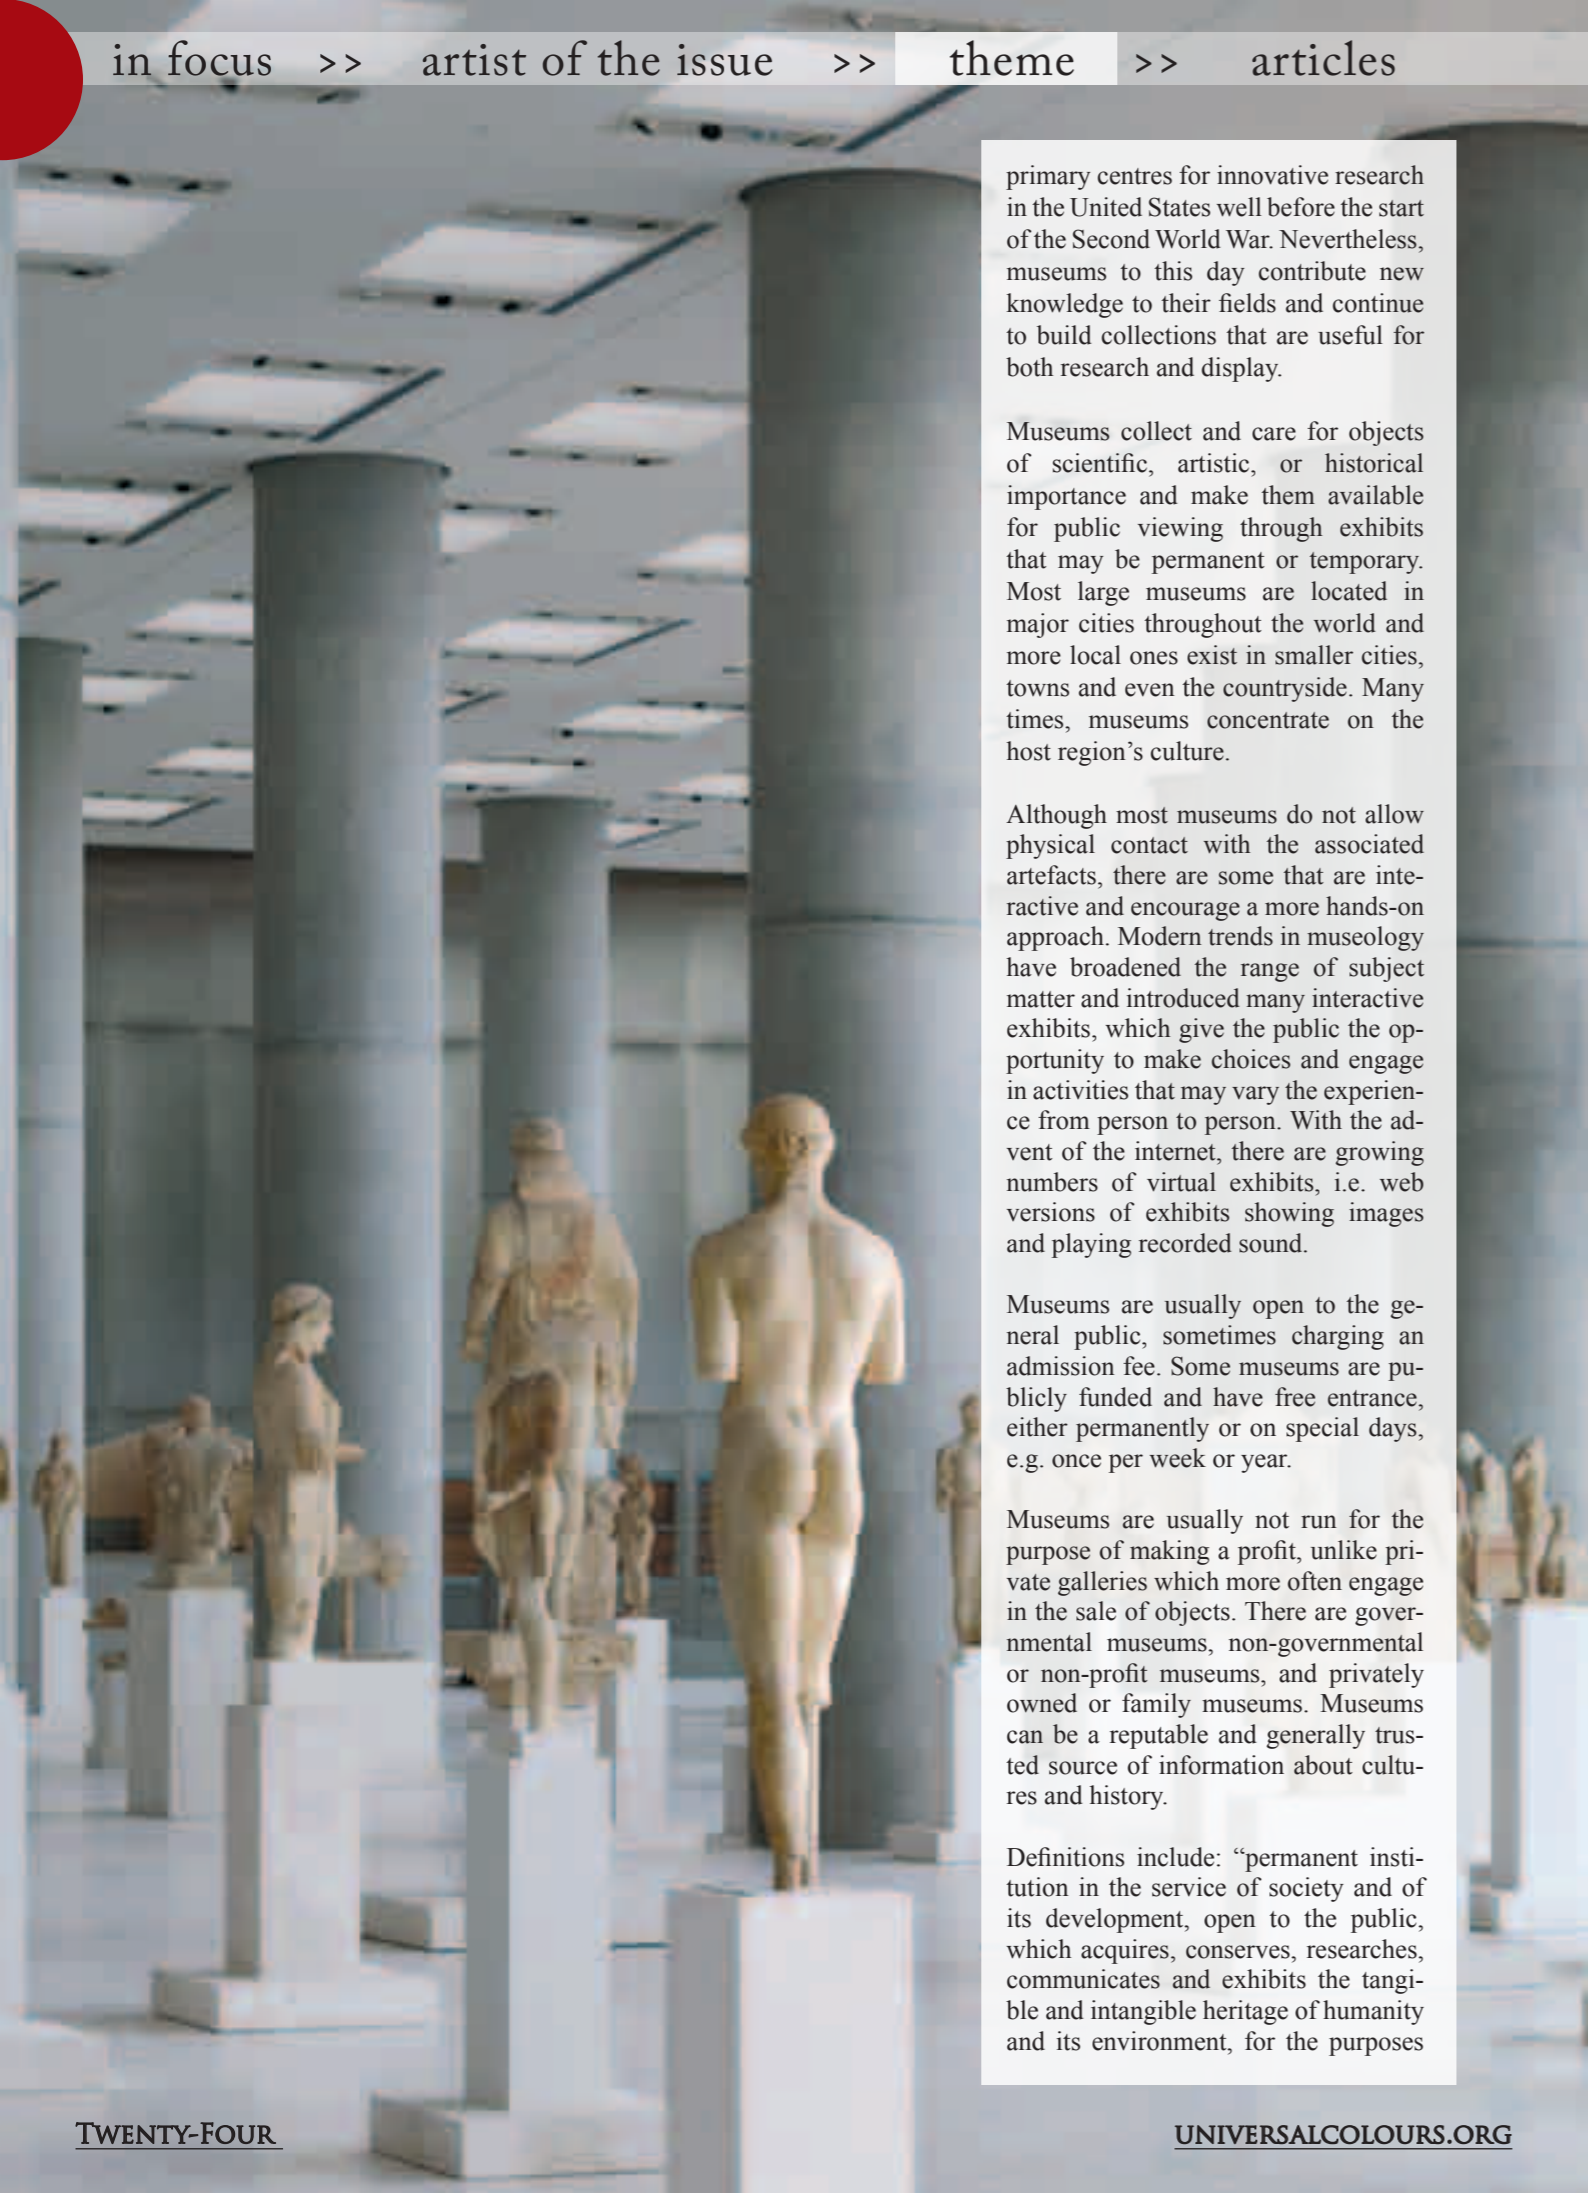 in focus >> artist of the issue >> theme >> articles
primary centres for innovative research
in the United States well before the start
of the Second World War. Nevertheless,
museums to this day contribute new
knowledge to their fields and continue
to build collections that are useful for
both research and display.
Museums collect and care for objects
of scientific, artistic, or historical
importance and make them available
for public viewing through exhibits
that may be permanent or temporary.
Most large museums are located in
major cities throughout the world and
more local ones exist in smaller cities,
towns and even the countryside. Many
times, museums concentrate on the
host region’s culture.
Although most museums do not allow
physical contact with the associated
artefacts, there are some that are inte-
ractive and encourage a more hands-on
approach. Modern trends in museology
have broadened the range of subject
matter and introduced many interactive
exhibits, which give the public the op-
portunity to make choices and engage
in activities that may vary the experien-
ce from person to person. With the ad-
vent of the internet, there are growing
numbers of virtual exhibits, i.e. web
versions of exhibits showing images
and playing recorded sound.
Museums are usually open to the ge-
neral public, sometimes charging an
admission fee. Some museums are pu-
blicly funded and have free entrance,
either permanently or on special days,
e.g. once per week or year.
Museums are usually not run for the
purpose of making a profit, unlike pri-
vate galleries which more often engage
in the sale of objects. There are gover-
nmental museums, non-governmental
or non-profit museums, and privately
owned or family museums. Museums
can be a reputable and generally trus-
ted source of information about cultu-
res and history.
Definitions include: “permanent insti-
tution in the service of society and of
its development, open to the public,
which acquires, conserves, researches,
communicates and exhibits the tangi-
ble and intangible heritage of humanity
and its environment, for the purposes
Twenty-Four
UNIVERSALCOLOURS.ORG